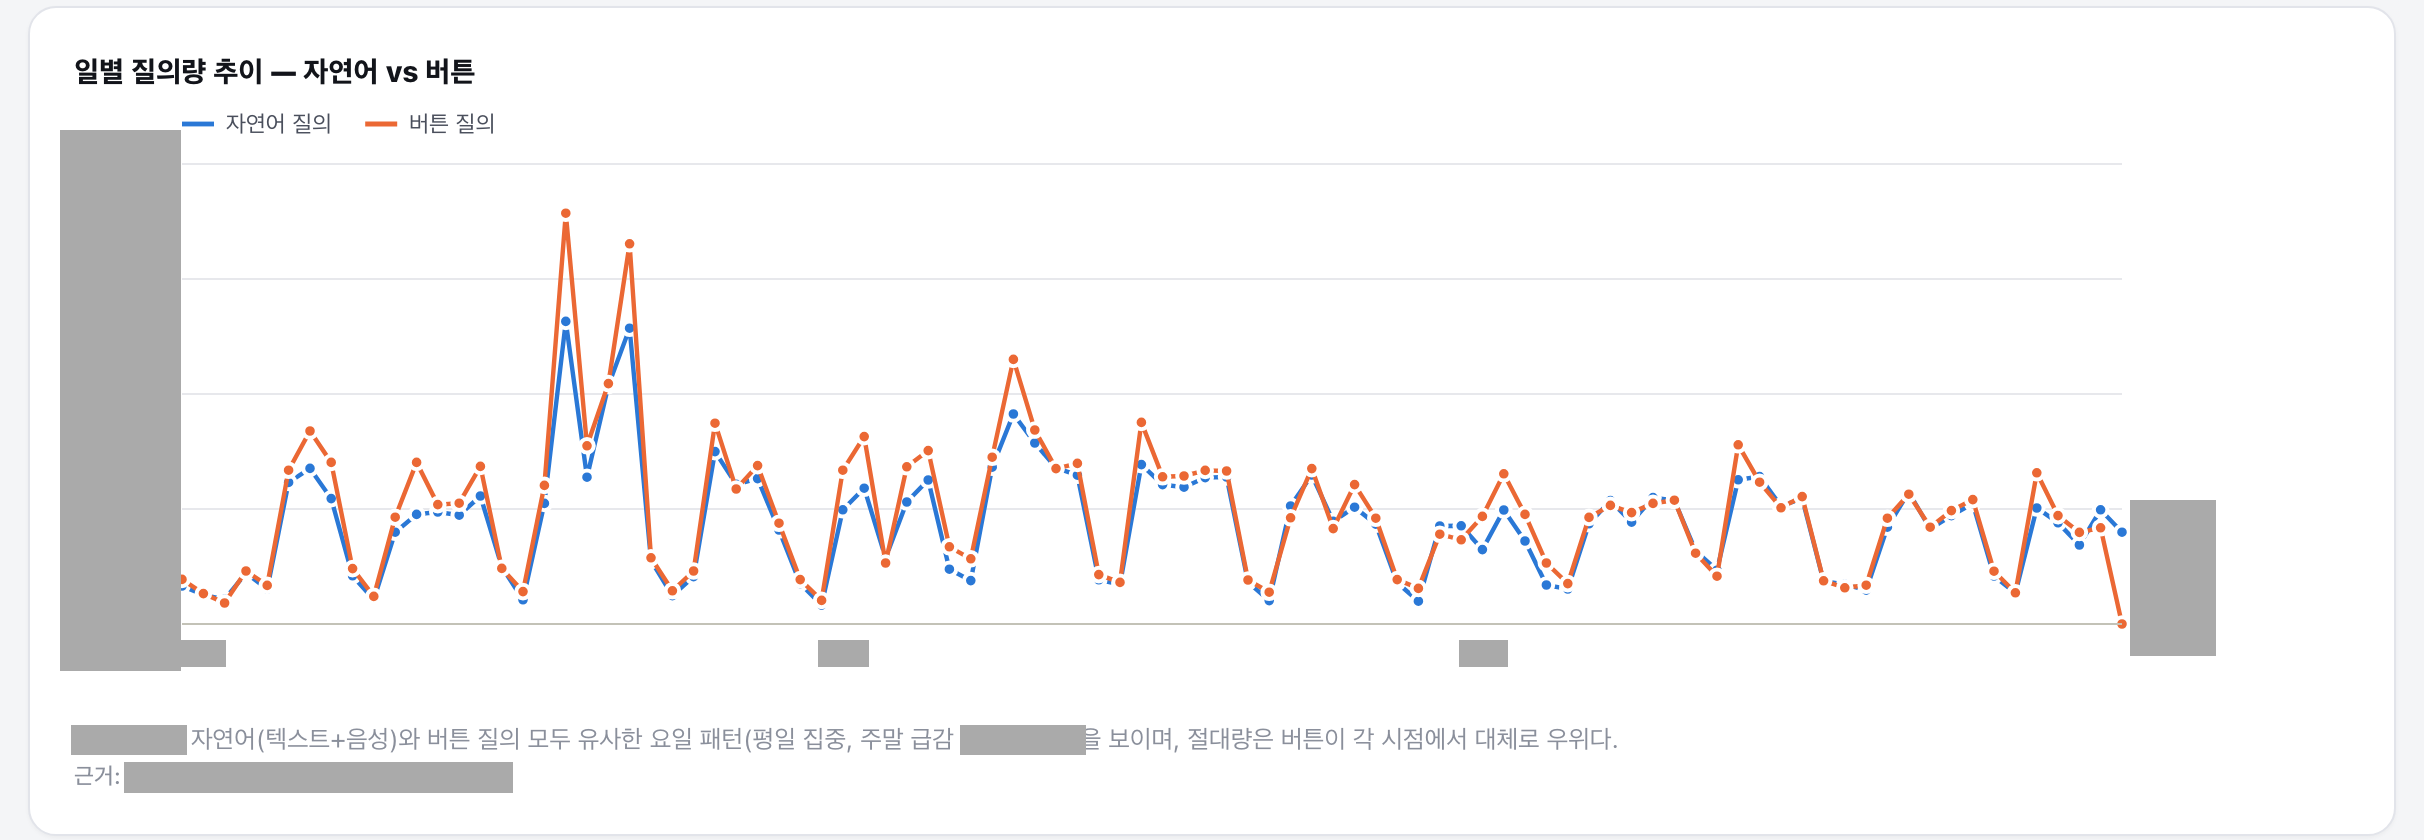 일별 질의량 추이 — 자연어 vs 버튼
자연어 질의 버튼 질의
자연어(텍스트+음성)와 버튼 질의 모두 유사한 요일 패턴(평일 집중, 주말 급감 을 보이며, 절대량은 버튼이 각 시점에서 대체로 우위다.
근거: